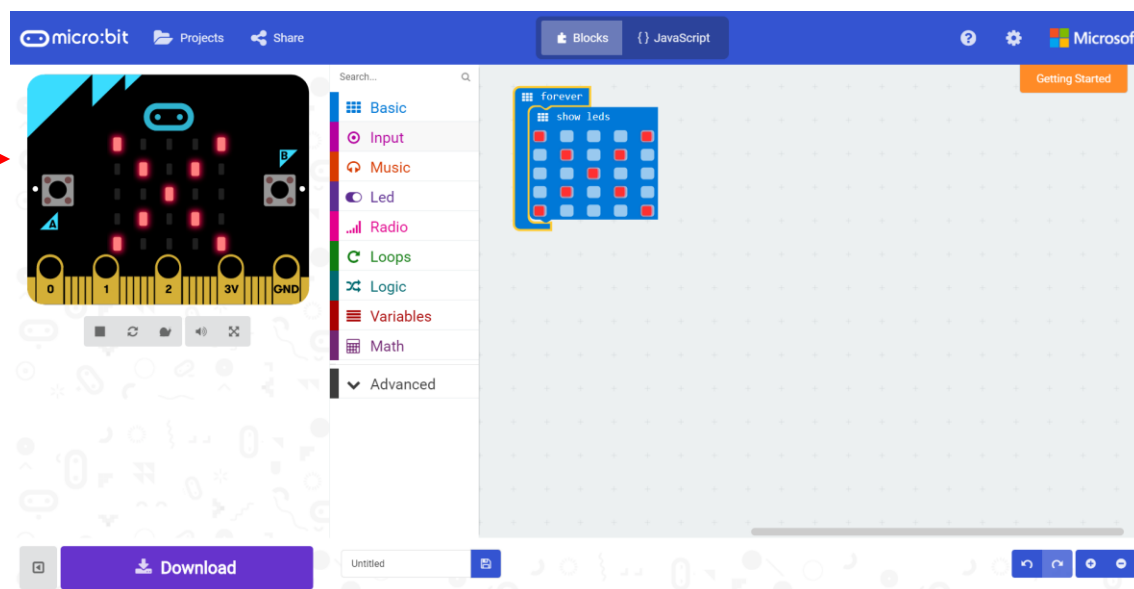 micro:bit Projects Share Blocks {} JavaScript ? Microsof
Search...
Getting Started
Basic
Input
Music
Led
Radio
Loops
Logic
Variables
Math
Advanced
forever
show leds
B
A
0 1 2 3V GND
Download
Untitled